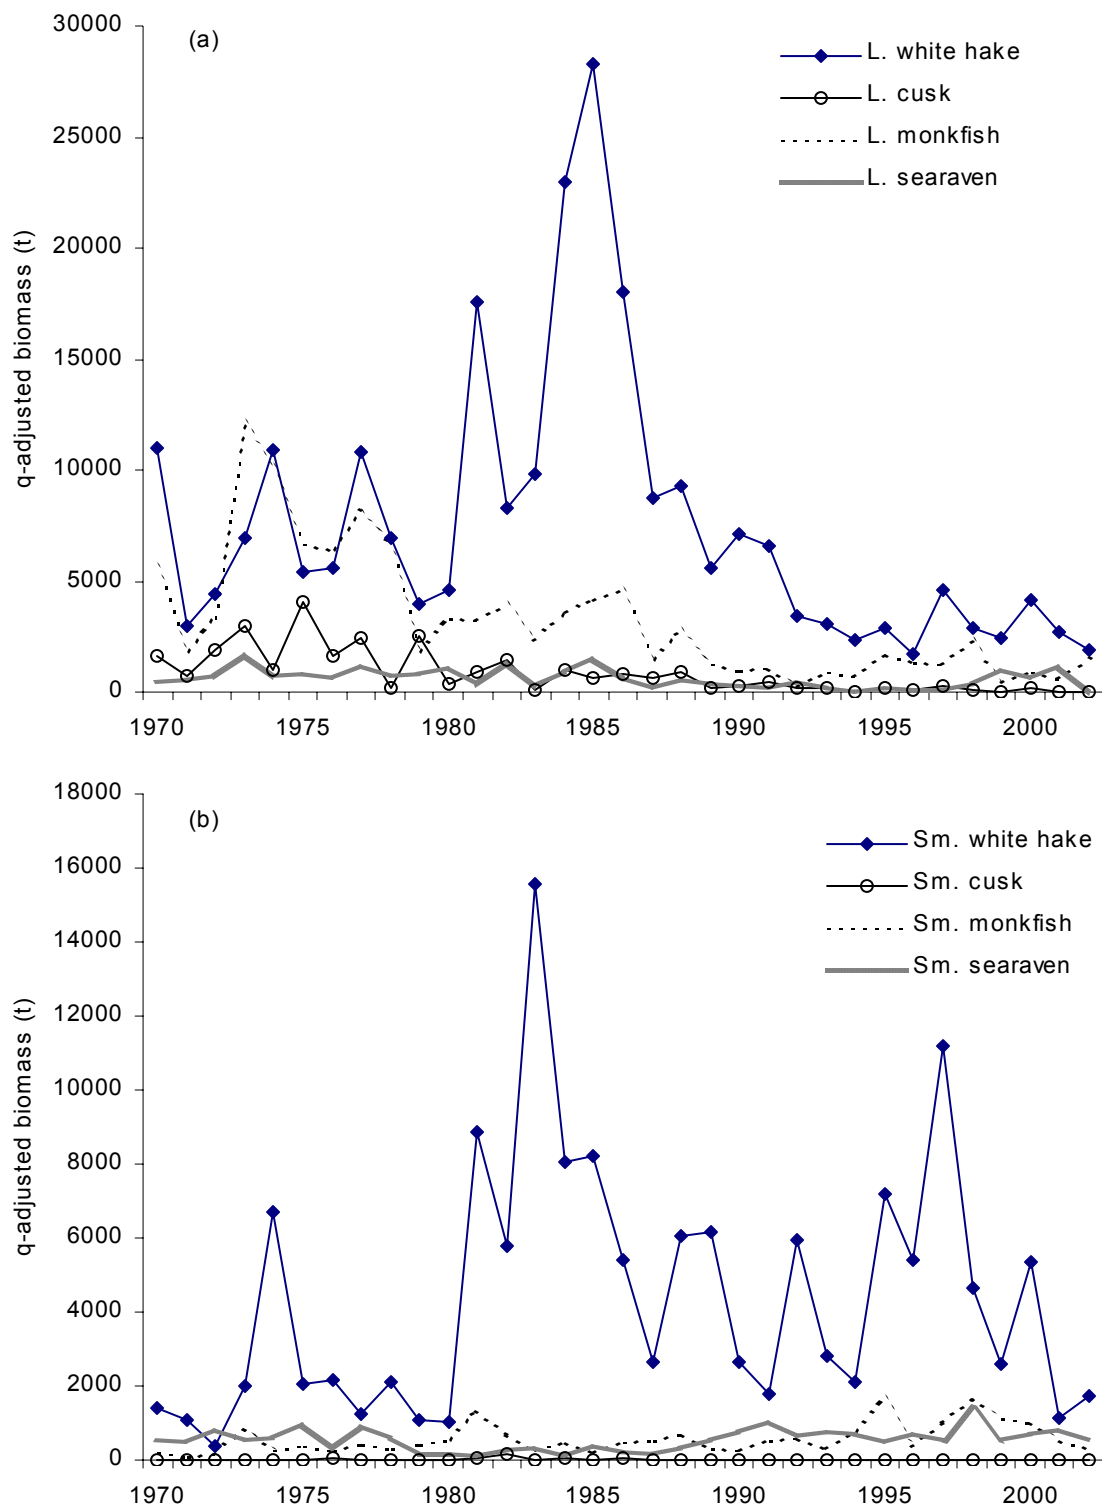 30000
(a)
L. white hake
L. cusk
L. monkfish
L. searaven
25000
20000
15000
10000
5000
0
q-adjusted biomass (t)
1970 1975 1980 1985 1990 1995 2000
18000
(b)
Sm. white hake
Sm. cusk
Sm. monkfish
Sm. searaven
16000
14000
12000
10000
8000
6000
4000
2000
0
q-adjusted biomass (t)
1970 1975 1980 1985 1990 1995 2000